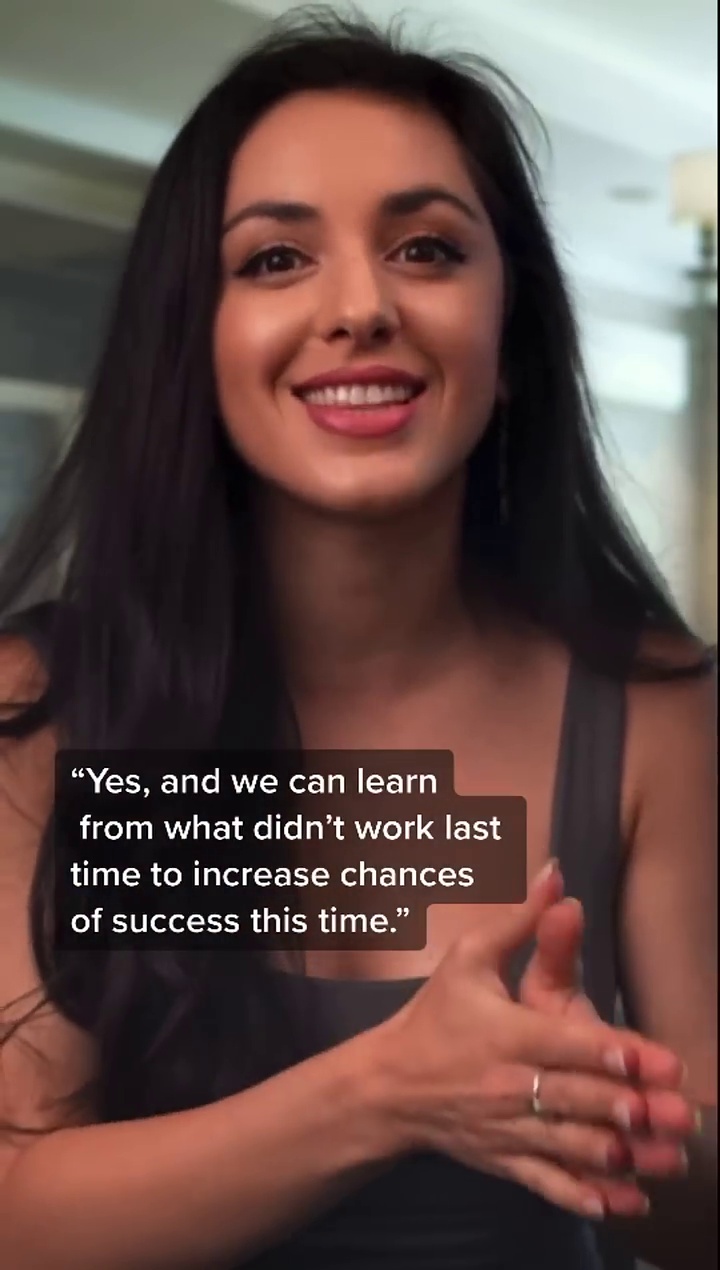 “Yes, and we can learn
from what didn’t work last
time to increase chances
of success this time.”